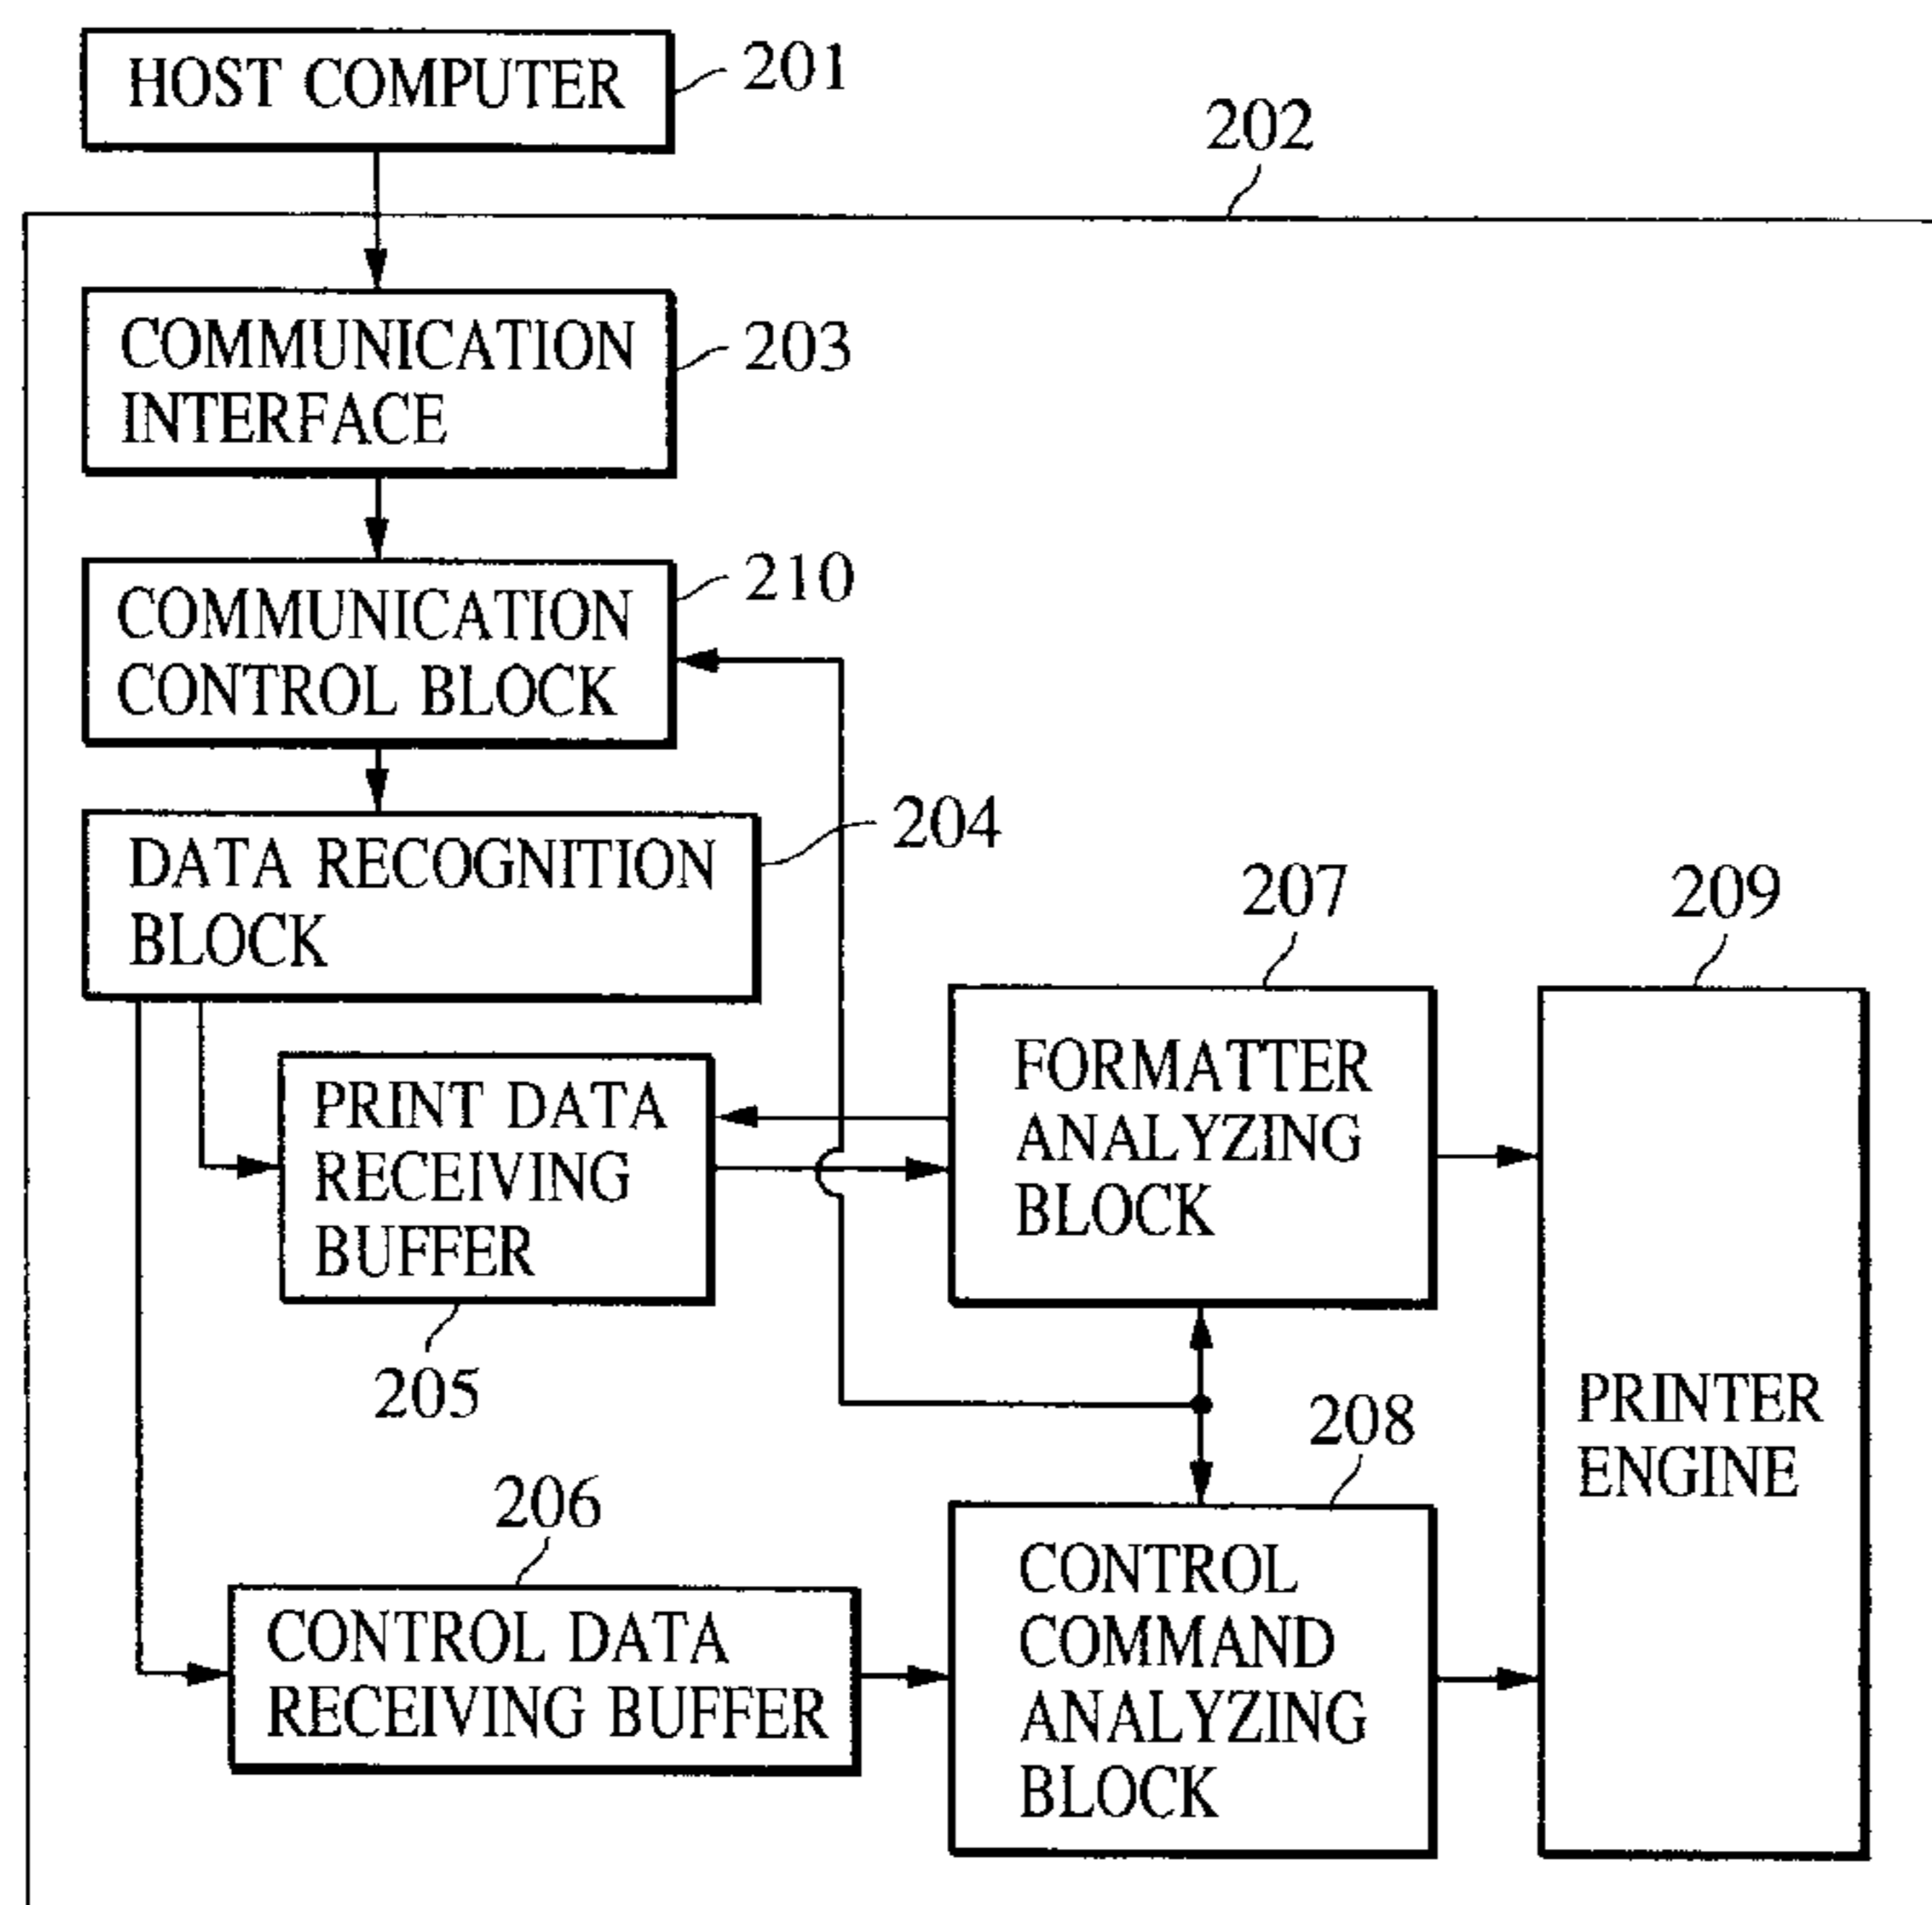 HOST COMPUTER
201
202
COMMUNICATION
INTERFACE
203
COMMUNICATION
CONTROL BLOCK
210
DATA RECOGNITION
BLOCK
204
PRINT DATA
RECEIVING
BUFFER
205
207
FORMATTER
ANALYZING
BLOCK
209
PRINTER
ENGINE
206
CONTROL DATA
RECEIVING BUFFER
208
CONTROL
COMMAND
ANALYZING
BLOCK